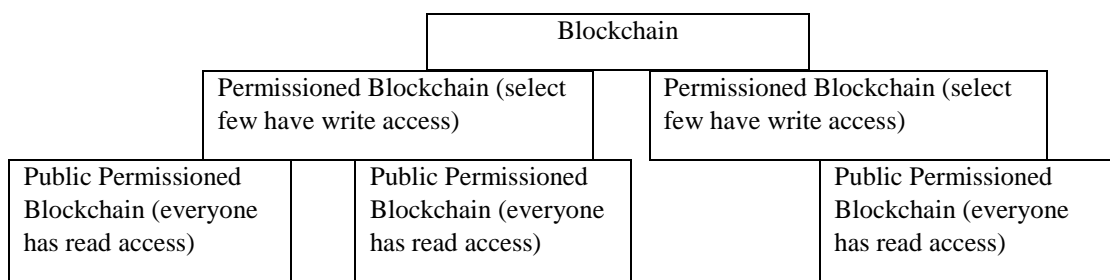 Blockchain
Permissioned Blockchain (select
few have write access)
Permissioned Blockchain (select
few have write access)
Public Permissioned
Blockchain (everyone
has read access)
Public Permissioned
Blockchain (everyone
has read access)
Public Permissioned
Blockchain (everyone
has read access)